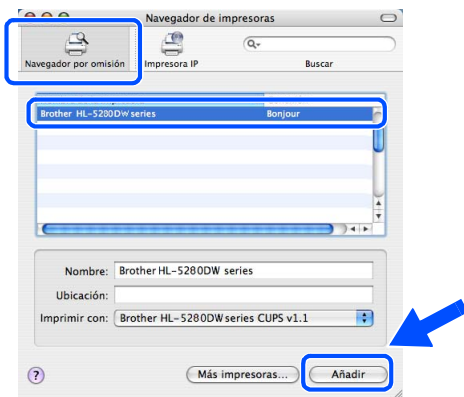 Navegador de impresoras
Navegador por omisión
Impresora IP
Buscar
Brother HL-5280DW series
Bonjour
Nombre: Brother HL-5280DW series
Ubicación:
Imprimir con: Brother HL-5280DW series CUPS v1.1
?
Más impresoras...
Añadir